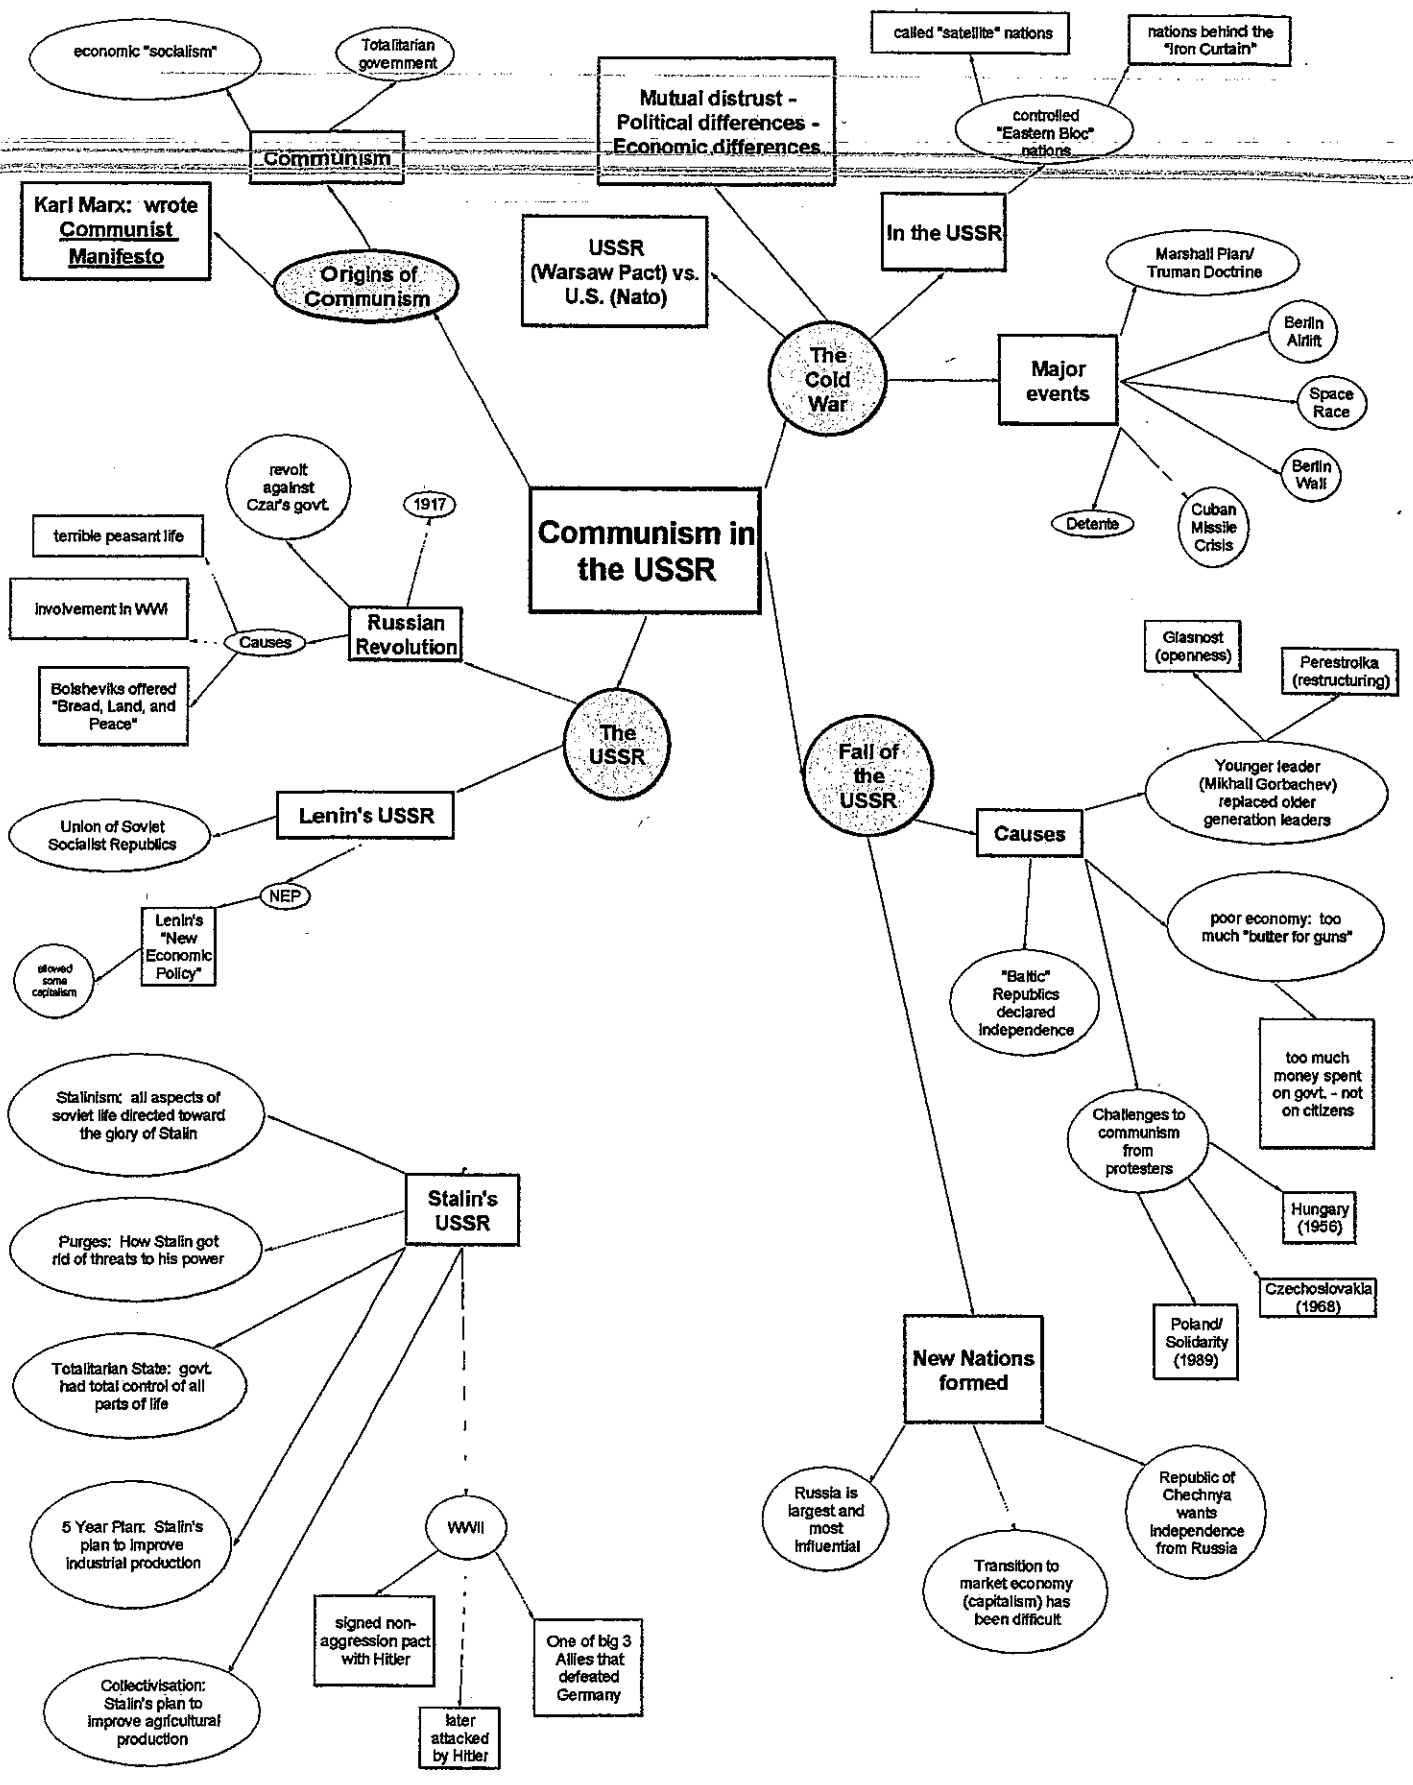 economic "socialism"
Totalitarian
government
Communism
Karl Marx: wrote
Communist
Manifesto
Origins of
Communism
Mutual distrust -
Political differences -
Economic differences
called "satellite" nations
nations behind the
"Iron Curtain"
controlled
"Eastern Bloc"
nations
In the USSR
USSR
(Warsaw Pact) vs.
U.S. (Nato)
The
Cold
War
Marshall Plan/
Truman Doctrine
Major
events
Berlin
Airlift
Space
Race
Berlin
Wall
Cuban
Missile
Crisis
Detente
Communism in
the USSR
revolt
against
Czar's govt.
1917
terrible peasant life
involvement in WWI
Causes
Bolsheviks offered
"Bread, Land, and
Peace"
Russian
Revolution
The
USSR
Lenin's USSR
Union of Soviet
Socialist Republics
NEP
Lenin's
"New
Economic
Policy"
allowed
some
capitalism
Stalinism: all aspects of
soviet life directed toward
the glory of Stalin
Stalin's
USSR
Purges: How Stalin got
rid of threats to his power
Totalitarian State: govt.
had total control of all
parts of life
5 Year Plan: Stalin's
plan to improve
industrial production
Collectivisation:
Stalin's plan to
improve agricultural
production
WWII
signed non-
aggression pact
with Hitler
later
attacked
by Hitler
One of big 3
Allies that
defeated
Germany
Fall of
the
USSR
Causes
Glasnost
(openness)
Perestroika
(restructuring)
Younger leader
(Mikhail Gorbachev)
replaced older
generation leaders
poor economy: too
much "butter for guns"
too much
money spent
on govt. - not
on citizens
"Baltic"
Republics
declared
independence
Challenges to
communism
from
protesters
Hungary
(1956)
Czechoslovakia
(1968)
Poland/
Solidarity
(1989)
New Nations
formed
Russia is
largest and
most
influential
Transition to
market economy
(capitalism) has
been difficult
Republic of
Chechnya
wants
independence
from Russia